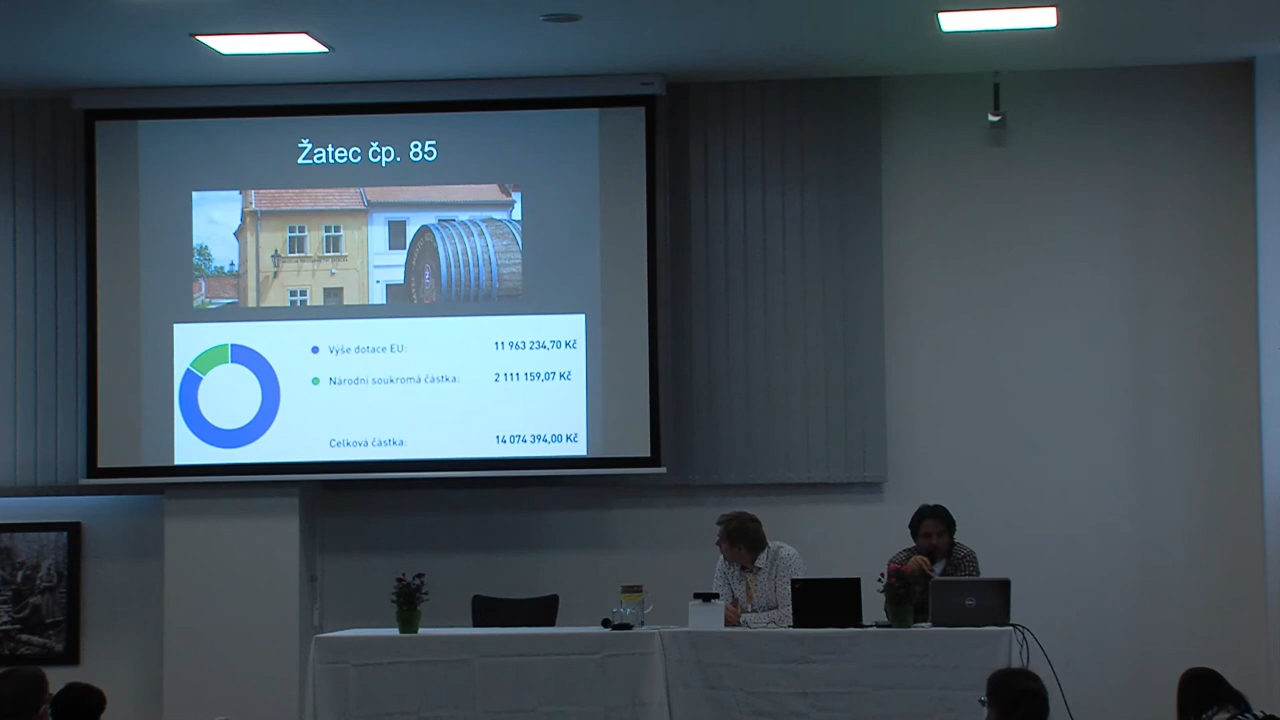 Žatec čp. 85
Výše dotace EU: 11 963 234,70 Kč
Národní soukromá částka: 2 111 159,07 Kč
Celková částka: 14 074 394,00 Kč
DELL